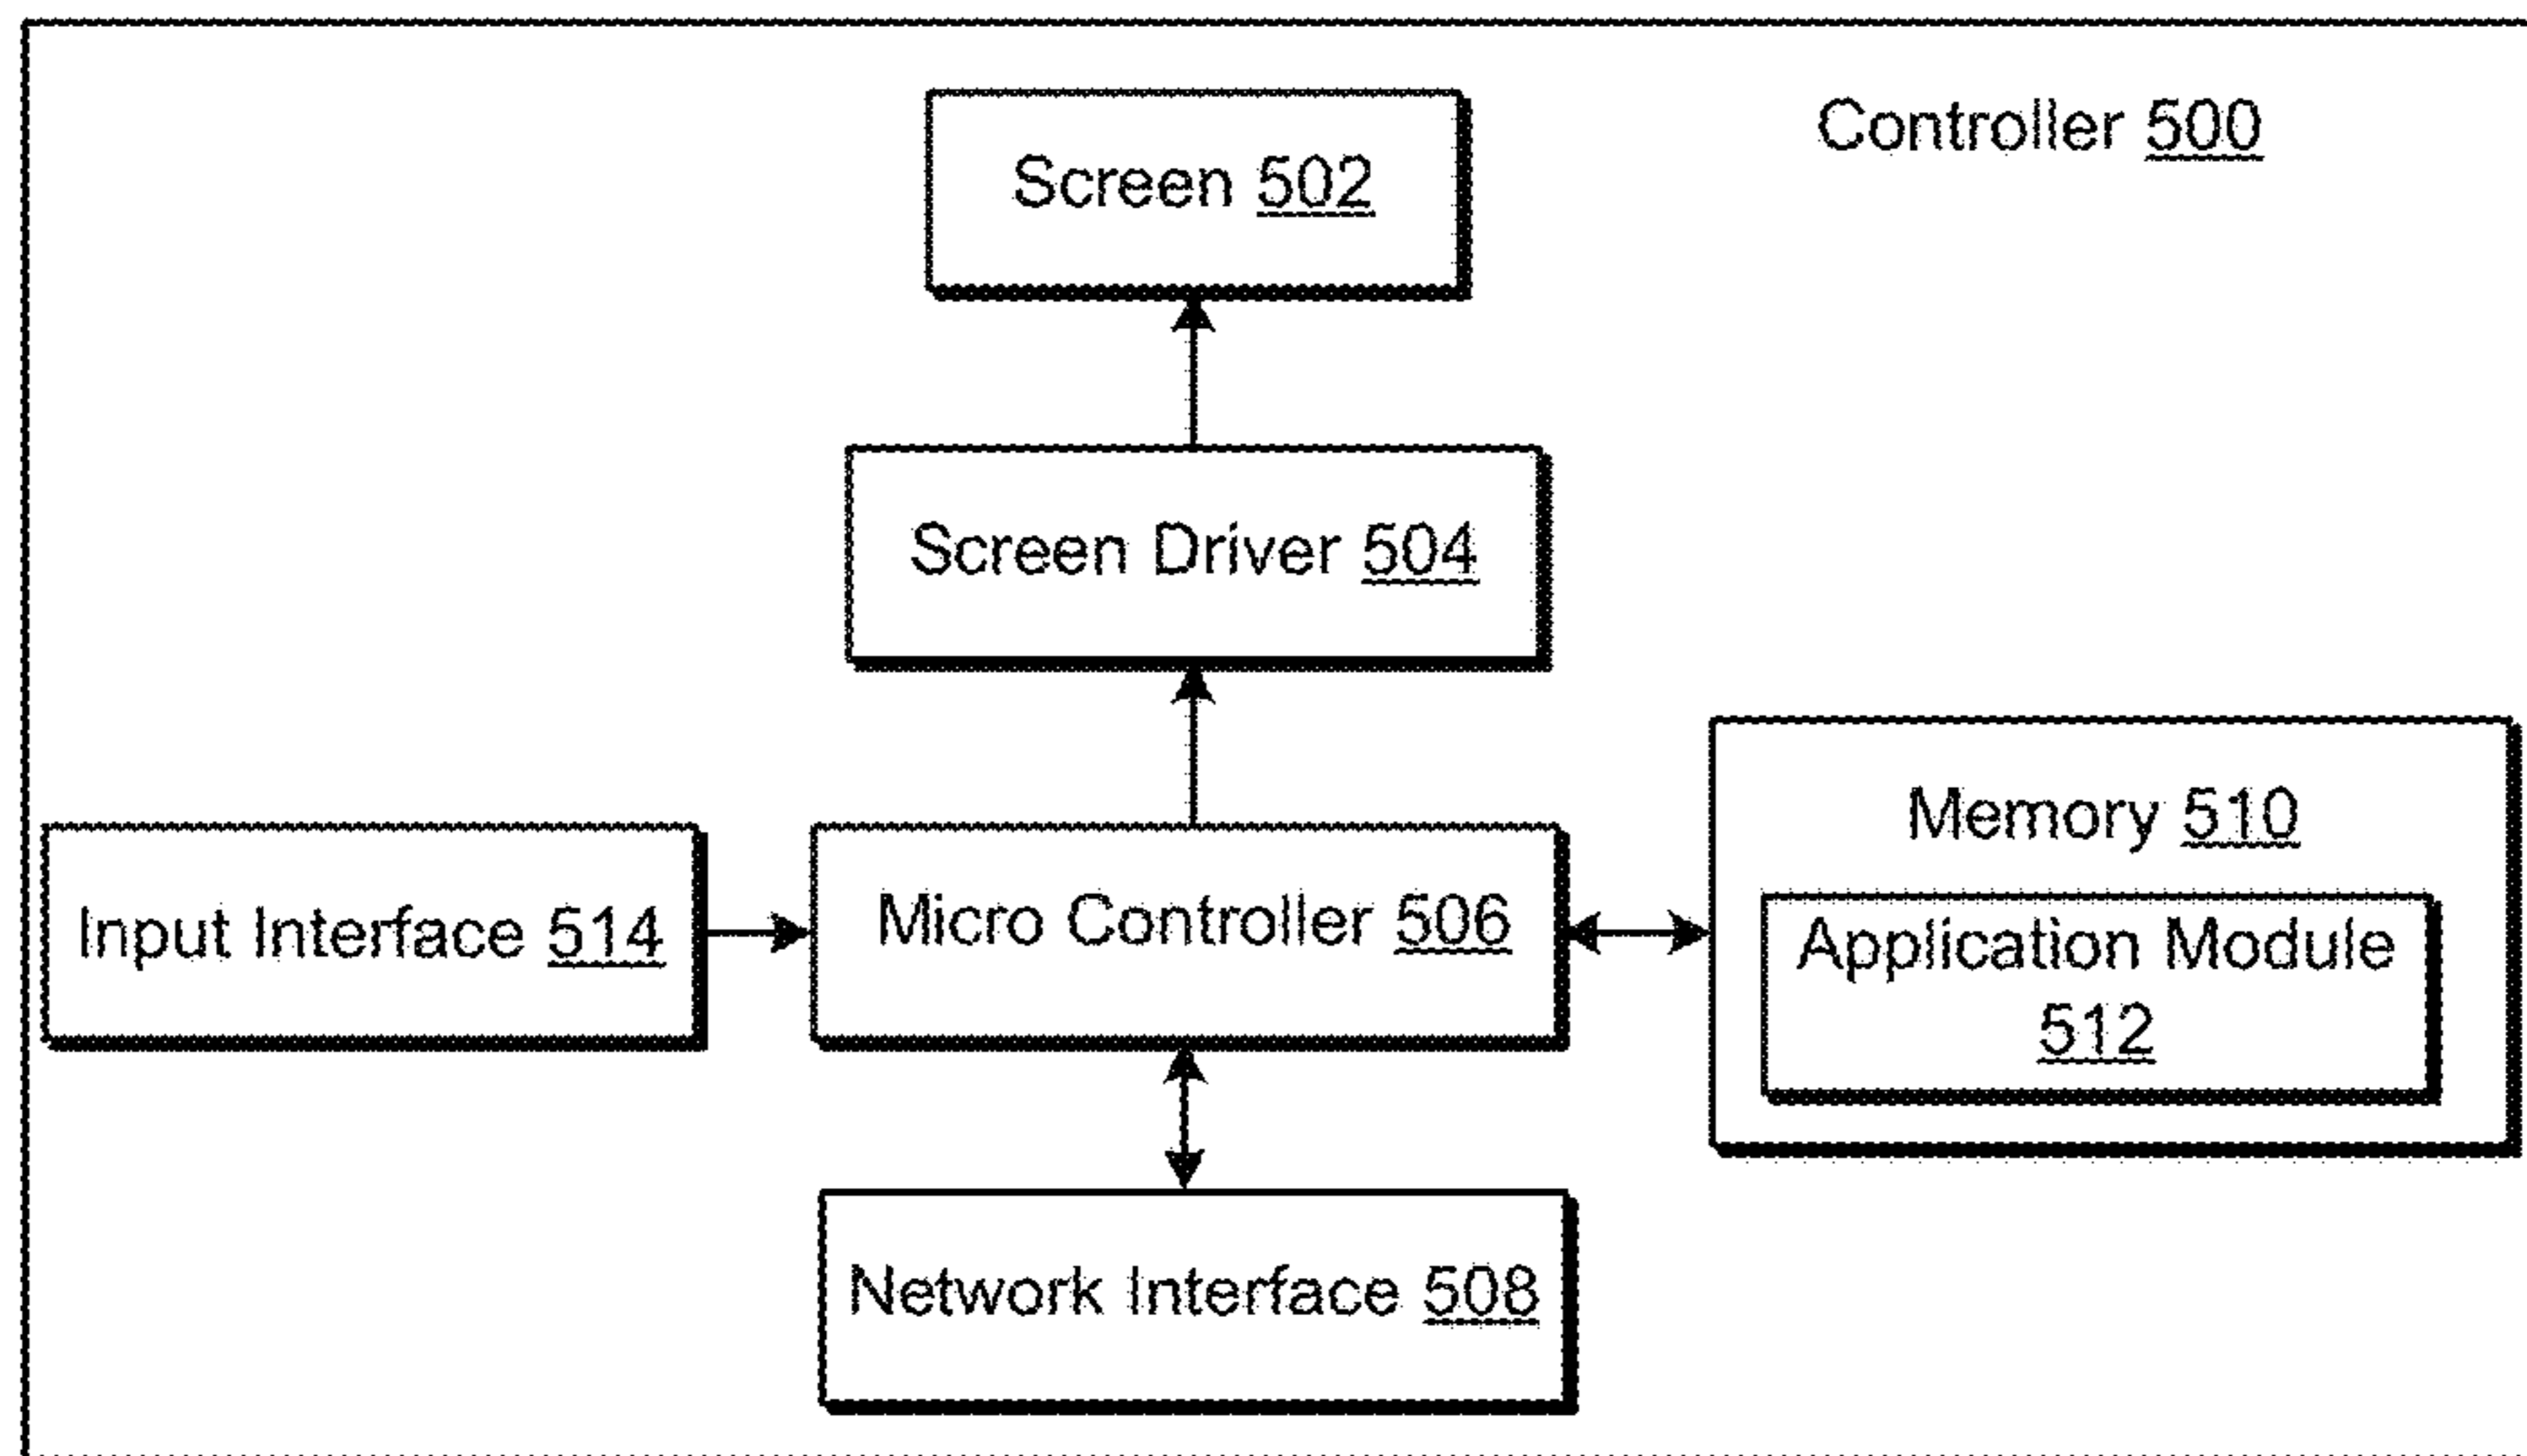 Controller 500
Screen 502
Screen Driver 504
Memory 510
Input Interface 514
Micro Controller 506
Application Module
512
Network Interface 508